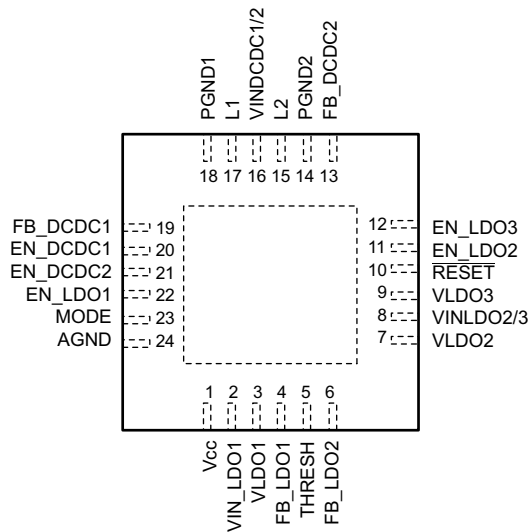 PGND1
L1
VINDCDC1/2
L2
PGND2
FB_DCDC2
18 17 16 15 14 13
FB_DCDC1 19
EN_DCDC1 20
EN_DCDC2 21
EN_LDO1 22
MODE 23
AGND 24
12 EN_LDO3
11 EN_LDO2
10 RESET
9 VLDO3
8 VINLDO2/3
7 VLDO2
1 2 3 4 5 6
Vcc
VIN_LDO1
VLDO1
FB_LDO1
THRESH
FB_LDO2